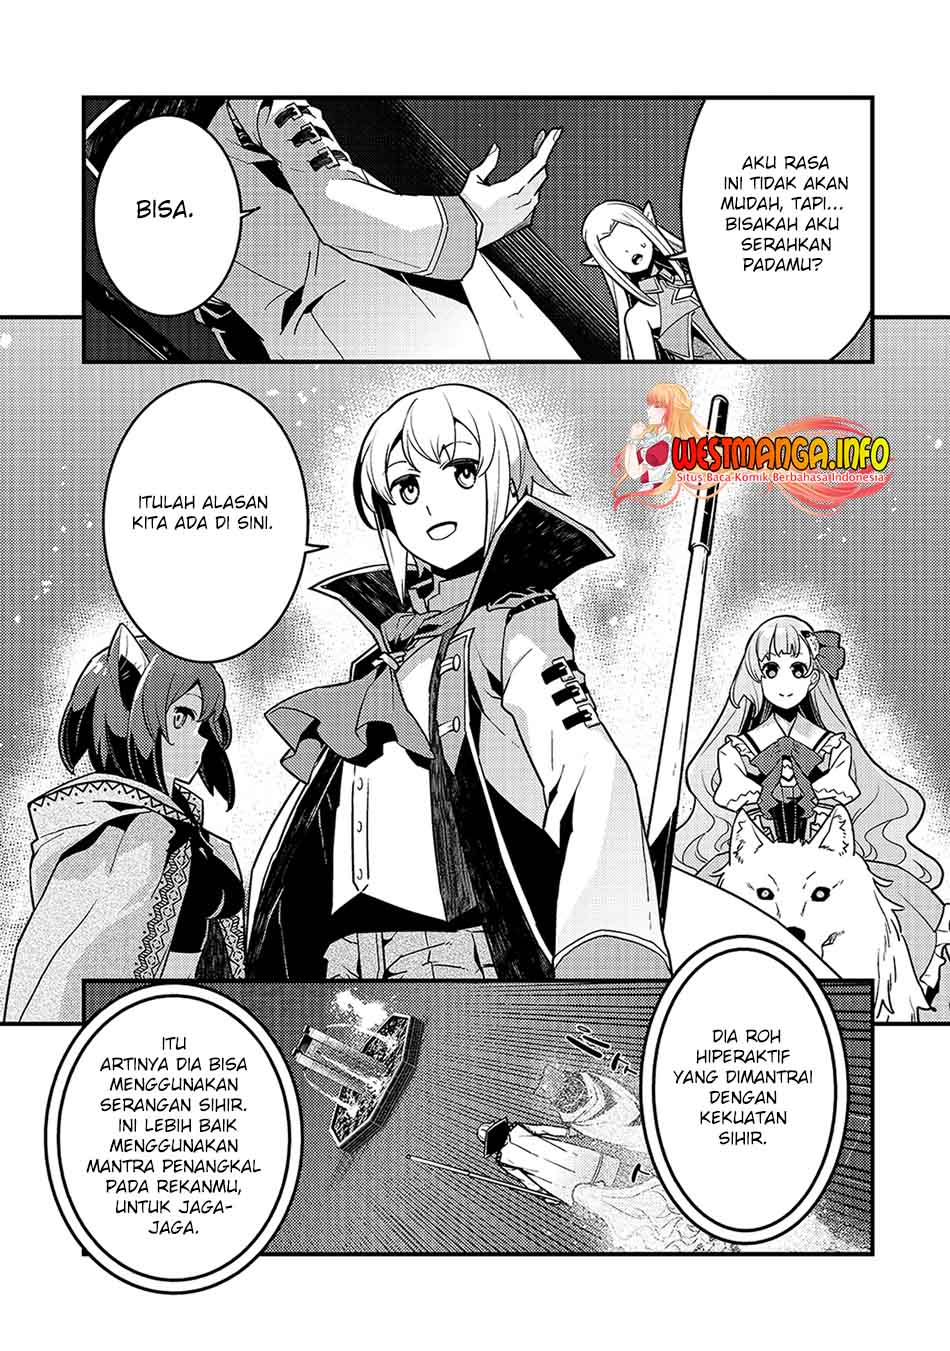 AKU RASA
INI TIDAK AKAN
MUDAH, TAPI...
BISAKAH AKU
SERAHKAN
PADAMU?
BISA.
WESTMANGA.INFO
Situs Baca Komik Berbahasa Indonesia
ITULAH ALASAN
KITA ADA DI SINI.
DIA ROH
HIPERAKTIF
YANG DIMANTRAI
DENGAN
KEKUATAN
SIHIR.
ITU
ARTINYA DIA BISA
MENGGUNAKAN
SERANGAN SIHIR.
INI LEBIH BAIK
MENGGUNAKAN
MANTRA PENANGKAL
PADA REKANMU,
UNTUK JAGA-
JAGA.